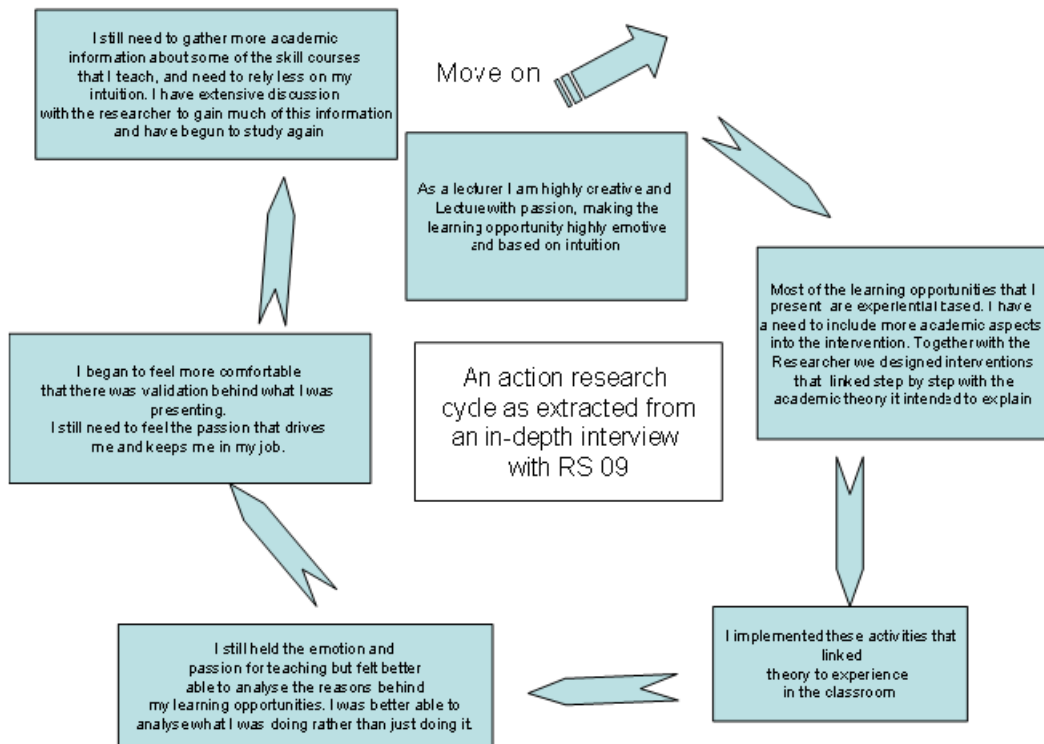 I still need to gather more academic
information about some of the skill courses
that I teach, and need to rely less on my
intuition. I have extensive discussion
with the researcher to gain much of this information
and have begun to study again
Move on
As a lecturer I am highly creative and
Lecture with passion, making the
learning opportunity highly emotive
and based on intuition
Most of the learning opportunities that I
present are experiential based. I have
a need to include more academic aspects
into the intervention. Together with the
Researcher we designed interventions
that linked step by step with the
academic theory it intended to explain
I began to feel more comfortable
that there was validation behind what I was
presenting.
I still need to feel the passion that drives
me and keeps me in my job.
An action research
cycle as extracted from
an in-depth interview
with RS 09
I implemented these activities that
linked
theory to experience
in the classroom
I still held the emotion and
passion for teaching but felt better
able to analyse the reasons behind
my learning opportunities. I was better able to
analyse what I was doing rather than just doing it.